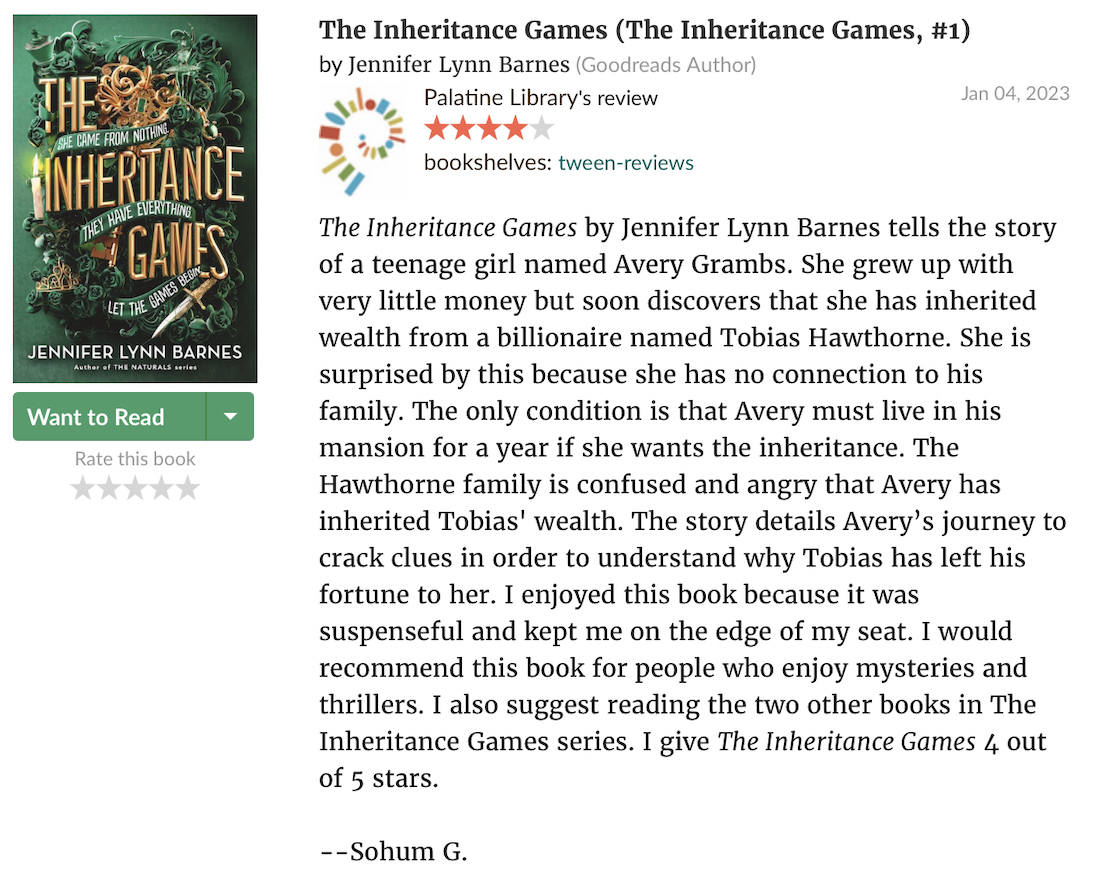 The Inheritance Games (The Inheritance Games, #1)
by Jennifer Lynn Barnes (Goodreads Author)
Palatine Library's review
Jan 04, 2023
bookshelves: tween-reviews
THE
SHE CAME FROM NOTHING.
INHERITANCE
THEY HAVE EVERYTHING.
GAMES
LET THE GAMES BEGIN.
JENNIFER LYNN BARNES
Author of THE NATURALS series
Want to Read
Rate this book
The Inheritance Games by Jennifer Lynn Barnes tells the story
of a teenage girl named Avery Grambs. She grew up with
very little money but soon discovers that she has inherited
wealth from a billionaire named Tobias Hawthorne. She is
surprised by this because she has no connection to his
family. The only condition is that Avery must live in his
mansion for a year if she wants the inheritance. The
Hawthorne family is confused and angry that Avery has
inherited Tobias' wealth. The story details Avery’s journey to
crack clues in order to understand why Tobias has left his
fortune to her. I enjoyed this book because it was
suspenseful and kept me on the edge of my seat. I would
recommend this book for people who enjoy mysteries and
thrillers. I also suggest reading the two other books in The
Inheritance Games series. I give The Inheritance Games 4 out
of 5 stars.
--Sohum G.